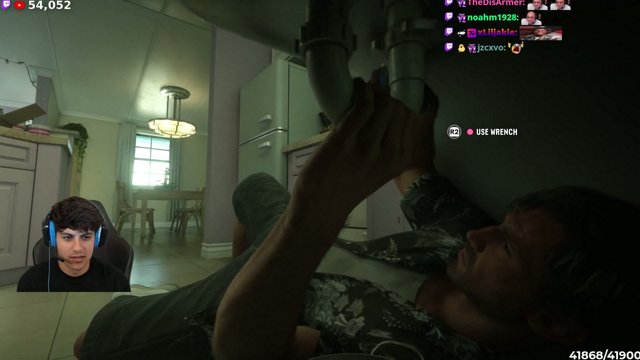 54,052
TheDisArmer:
noahm1928:
xLiljakie:
jzcxvo:
R2 USE WRENCH
41868/41900